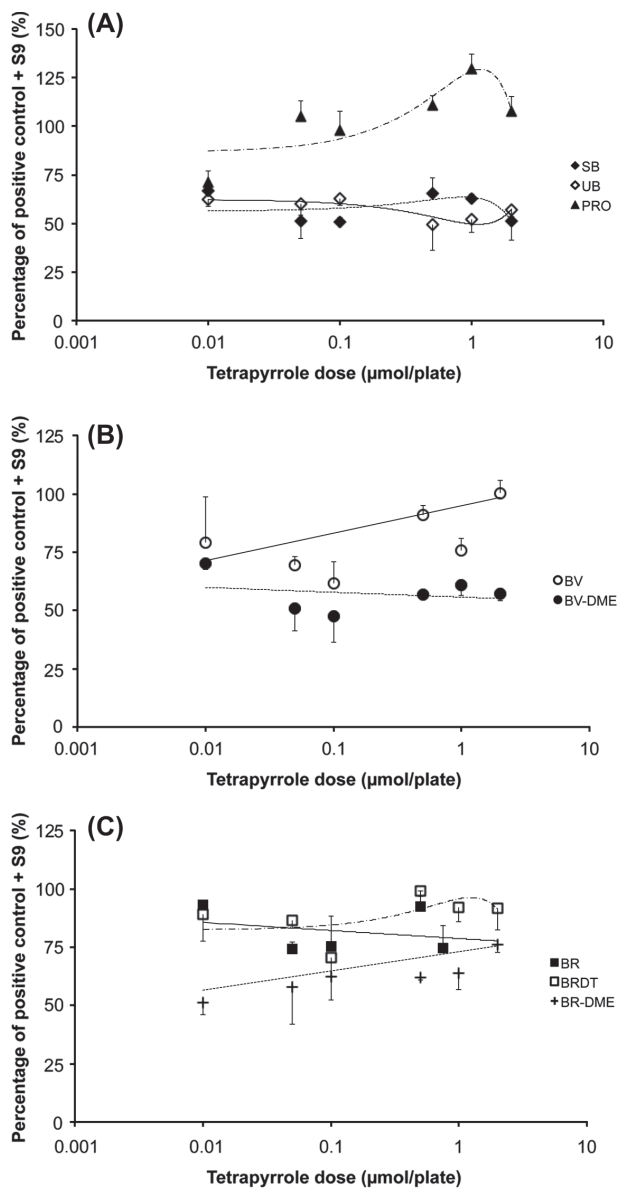 (A)
Percentage of positive control + S9 (%)
150
125
100
75
50
25
0
0.001
0.01
0.1
1
10
Tetrapyrrole dose (µmol/plate)
SB
UB
PRO
(B)
Percentage of positive control + S9 (%)
125
100
75
50
25
0
0.001
0.01
0.1
1
10
Tetrapyrrole dose (µmol/plate)
BV
BV-DME
(C)
Percentage of positive control + S9 (%)
125
100
75
50
25
0
0.001
0.01
0.1
1
10
Tetrapyrrole dose (µmol/plate)
BR
BRDT
BR-DME